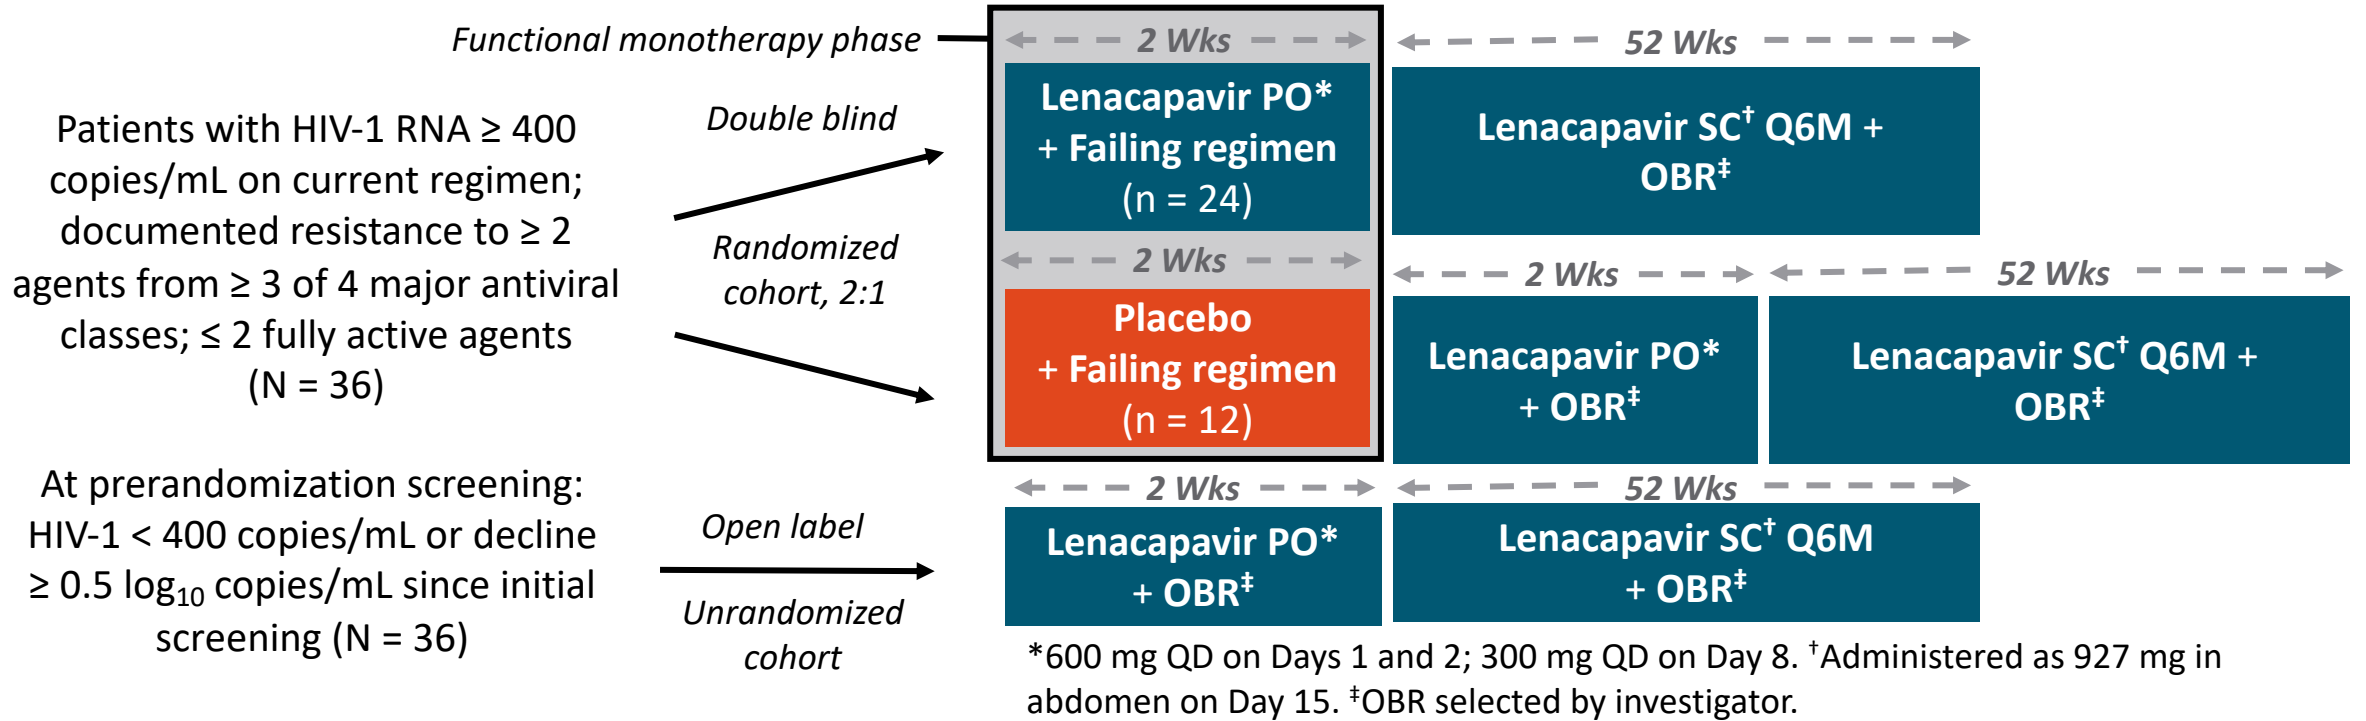 Functional monotherapy phase
Patients with HIV-1 RNA ≥ 400
copies/mL on current regimen;
documented resistance to ≥ 2
agents from ≥ 3 of 4 major antiviral
classes; ≤ 2 fully active agents
(N = 36)
Double blind
Randomized
cohort, 2:1
2 Wks
Lenacapavir PO*
+ Failing regimen
(n = 24)
52 Wks
Lenacapavir SC† Q6M +
OBR‡
2 Wks
Placebo
+ Failing regimen
(n = 12)
2 Wks
Lenacapavir PO*
+ OBR‡
52 Wks
Lenacapavir SC† Q6M +
OBR‡
At prerandomization screening:
HIV-1 < 400 copies/mL or decline
≥ 0.5 log₁₀ copies/mL since initial
screening (N = 36)
Open label
Unrandomized
cohort
2 Wks
Lenacapavir PO*
+ OBR‡
52 Wks
Lenacapavir SC† Q6M
+ OBR‡
*600 mg QD on Days 1 and 2; 300 mg QD on Day 8. †Administered as 927 mg in
abdomen on Day 15. ‡OBR selected by investigator.